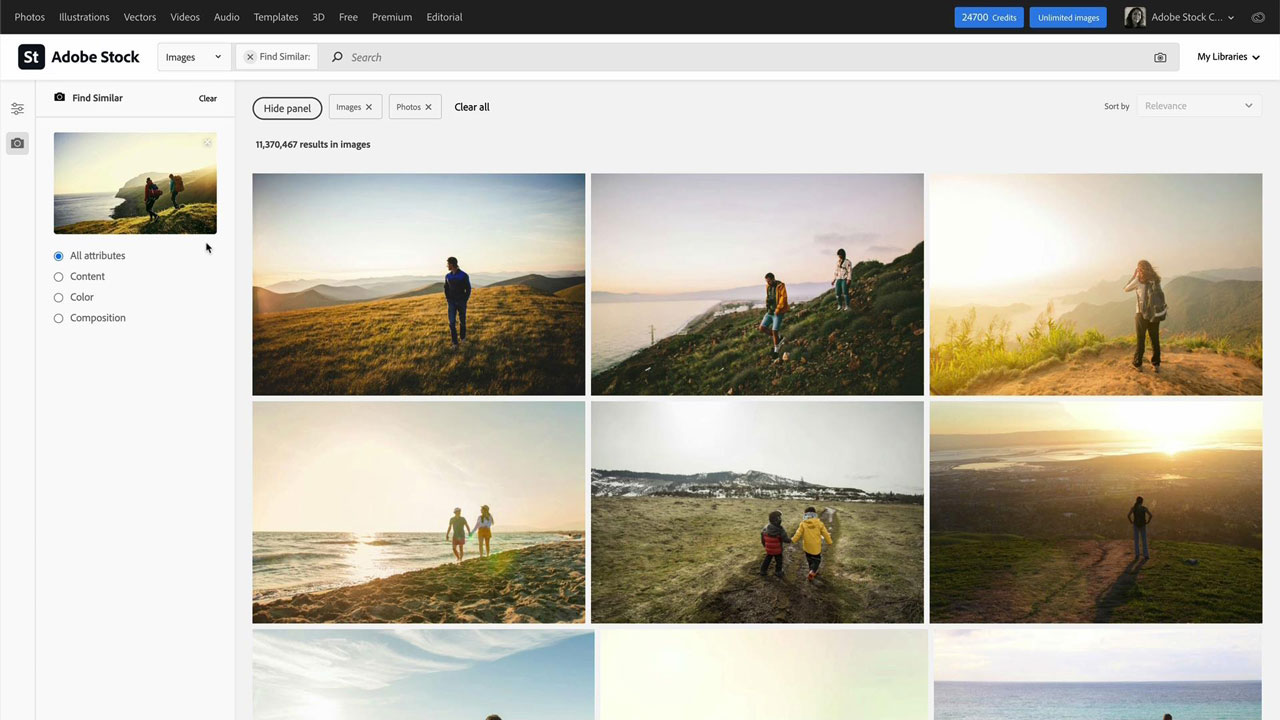 Photos Illustrations Vectors Videos Audio Templates 3D Free Premium Editorial 24700 Credits Unlimited images Adobe Stock C...
St Adobe Stock Images Find Similar: Search My Libraries
Find Similar Clear Hide panel Images Photos Clear all Sort by Relevance
11,370,467 results in images
All attributes
Content
Color
Composition